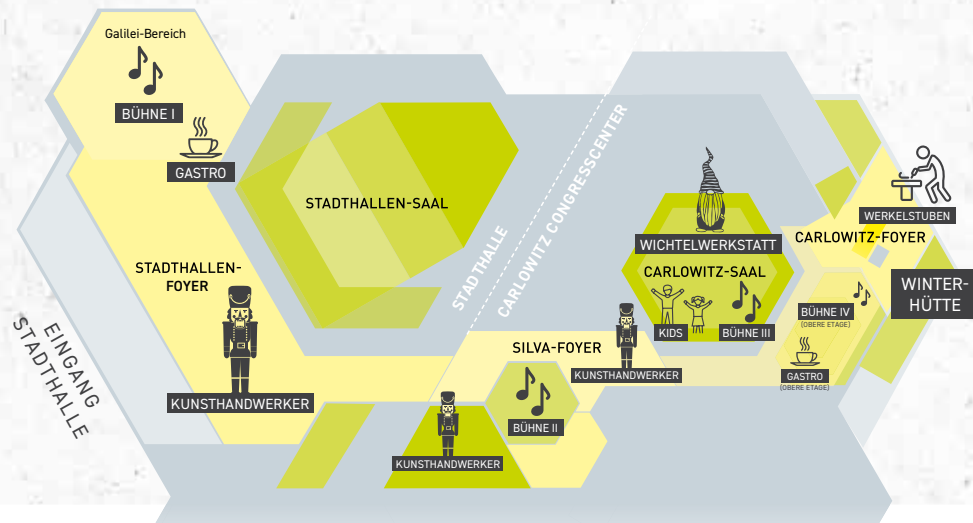 Galilei-Bereich
BÜHNE I
GASTRO
STADTHALLEN-SAAL
STADTHALLE
CARLOWITZ CONGRESSCENTER
WERKELSTUBEN
WICHTELWERKSTATT
CARLOWITZ-FOYER
STADTHALLEN-
FOYER
CARLOWITZ-SAAL
WINTER-
HÜTTE
KIDS
BÜHNE III
BÜHNE IV
(OBERE ETAGE)
EINGANG
STADTHALLE
SILVA-FOYER
KUNSTHANDWERKER
GASTRO
(OBERE ETAGE)
KUNSTHANDWERKER
BÜHNE II
KUNSTHANDWERKER